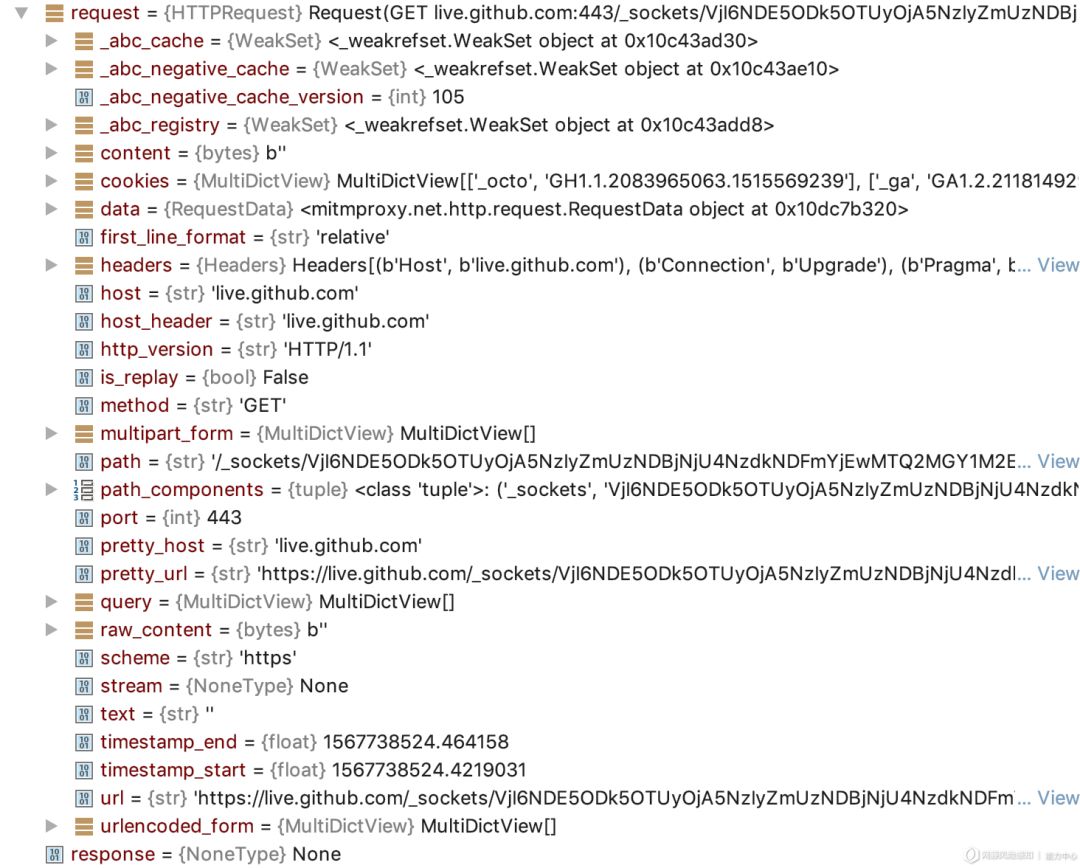 request = {HTTPRequest} Request(GET live.github.com:443/_sockets/Vjl6NDE5ODk5OTUyOjA5NzIyZmUzNDBj
_abc_cache = {WeakSet} <_weakrefset.WeakSet object at 0x10c43ad30>
_abc_negative_cache = {WeakSet} <_weakrefset.WeakSet object at 0x10c43ae10>
_abc_negative_cache_version = {int} 105
_abc_registry = {WeakSet} <_weakrefset.WeakSet object at 0x10c43add8>
content = {bytes} b''
cookies = {MultiDictView} MultiDictView[['_octo', 'GH1.1.2083965063.1515569239'], ['_ga', 'GA1.2.21181492
data = {RequestData} <mitmproxy.net.http.request.RequestData object at 0x10dc7b320>
first_line_format = {str} 'relative'
headers = {Headers} Headers[(b'Host', b'live.github.com'), (b'Connection', b'Upgrade'), (b'Pragma', b... View
host = {str} 'live.github.com'
host_header = {str} 'live.github.com'
http_version = {str} 'HTTP/1.1'
is_replay = {bool} False
method = {str} 'GET'
multipart_form = {MultiDictView} MultiDictView[]
path = {str} '/_sockets/Vjl6NDE5ODk5OTUyOjA5NzIyZmUzNDBjNjU4NzdkNDFmYjEwMTQ2MGY1M2E... View
path_components = {tuple} <class 'tuple'>: ('_sockets', 'Vjl6NDE5ODk5OTUyOjA5NzIyZmUzNDBjNjU4NzdkN
port = {int} 443
pretty_host = {str} 'live.github.com'
pretty_url = {str} 'https://live.github.com/_sockets/Vjl6NDE5ODk5OTUyOjA5NzIyZmUzNDBjNjU4Nzdl... View
query = {MultiDictView} MultiDictView[]
raw_content = {bytes} b''
scheme = {str} 'https'
stream = {NoneType} None
text = {str} ''
timestamp_end = {float} 1567738524.464158
timestamp_start = {float} 1567738524.4219031
url = {str} 'https://live.github.com/_sockets/Vjl6NDE5ODk5OTUyOjA5NzIyZmUzNDBjNjU4NzdkNDFm... View
urlencoded_form = {MultiDictView} MultiDictView[]
response = {NoneType} None